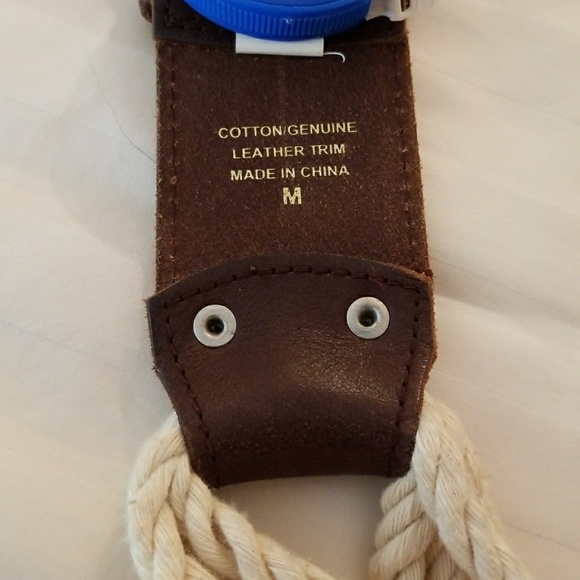 COTTON/GENUINE
LEATHER TRIM
MADE IN CHINA
M